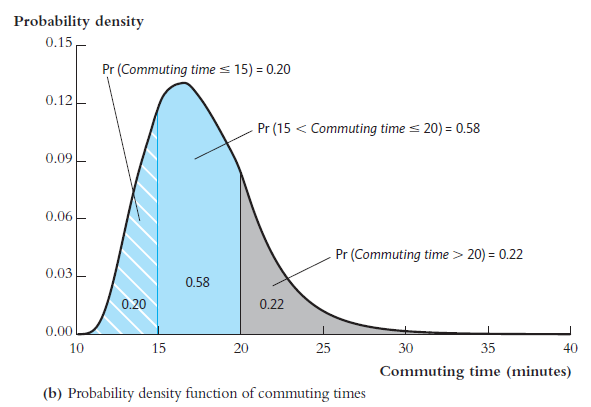 Probability density
0.15
Pr (Commuting time ≤ 15) = 0.20
0.12
Pr (15 < Commuting time ≤ 20) = 0.58
0.09
0.06
Pr (Commuting time > 20) = 0.22
0.03
0.58
0.20
0.22
0.00
10 15 20 25 30 35 40
Commuting time (minutes)
(b) Probability density function of commuting times